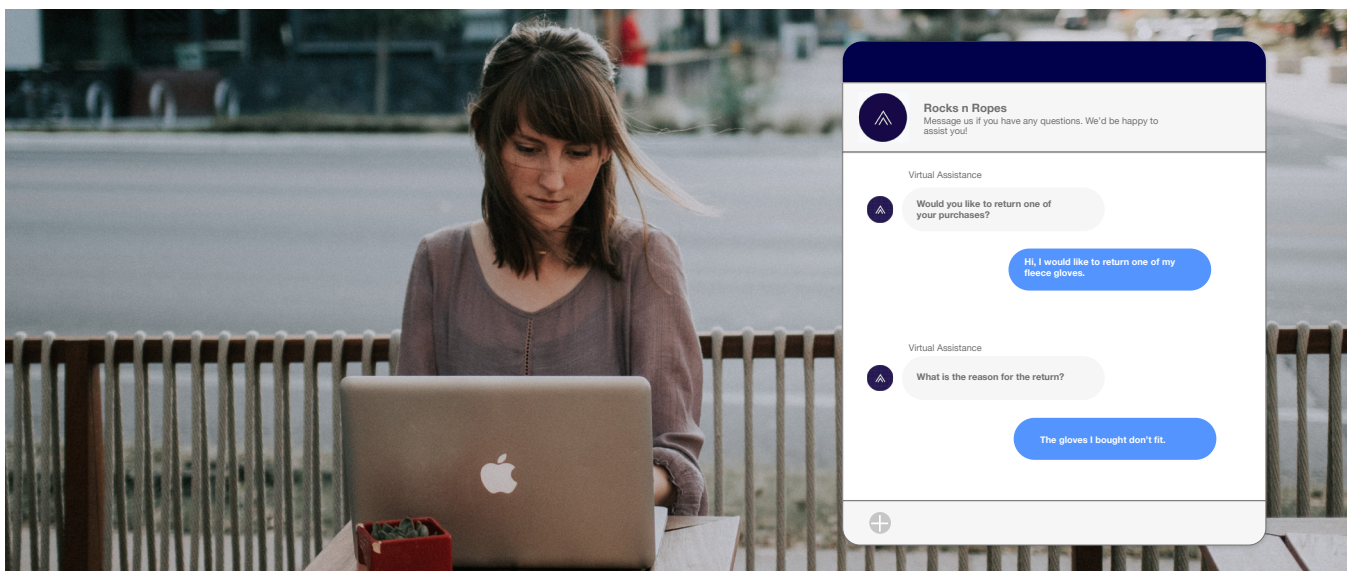 Rocks n Ropes
Message us if you have any questions. We'd be happy to
assist you!
Virtual Assistance
Would you like to return one of
your purchases?
Hi, I would like to return one of my
fleece gloves.
Virtual Assistance
What is the reason for the return?
The gloves I bought don't fit.